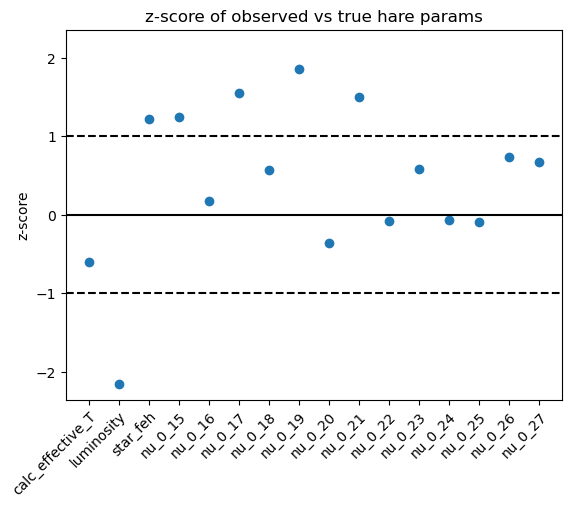 z-score of observed vs true hare params
z-score
2
1
0
−1
−2
calc_effective_T
luminosity
star_feh
nu_0_15
nu_0_16
nu_0_17
nu_0_18
nu_0_19
nu_0_20
nu_0_21
nu_0_22
nu_0_23
nu_0_24
nu_0_25
nu_0_26
nu_0_27